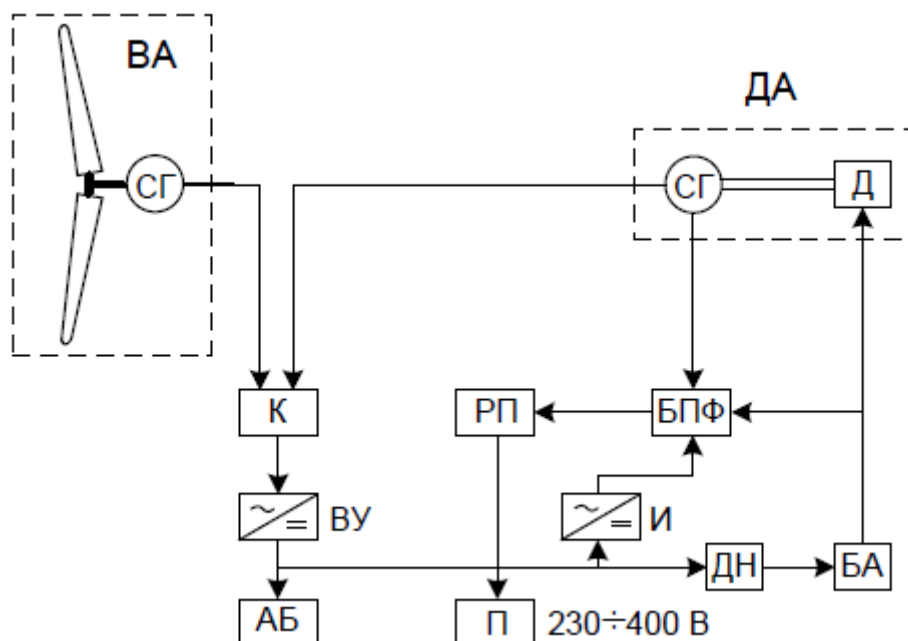 ВА
ДА
СГ
СГ
Д
К
РП
БПФ
ВУ
И
ДН
БА
АБ
П
230÷400 В